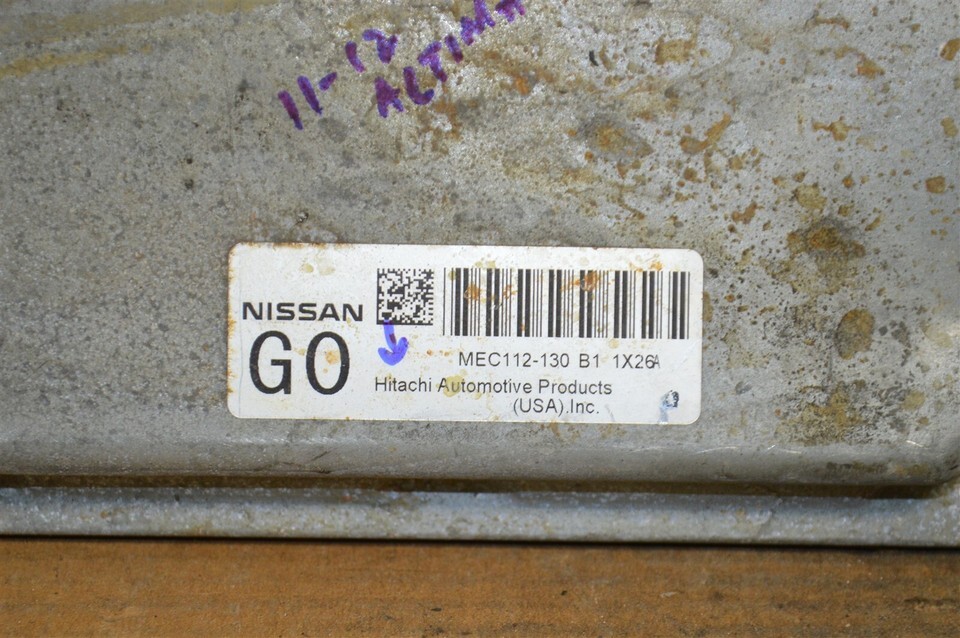 11-12
ALTIMA
NISSAN
GO
MEC112-130 B1 1X26A
Hitachi Automotive Products
(USA).Inc.